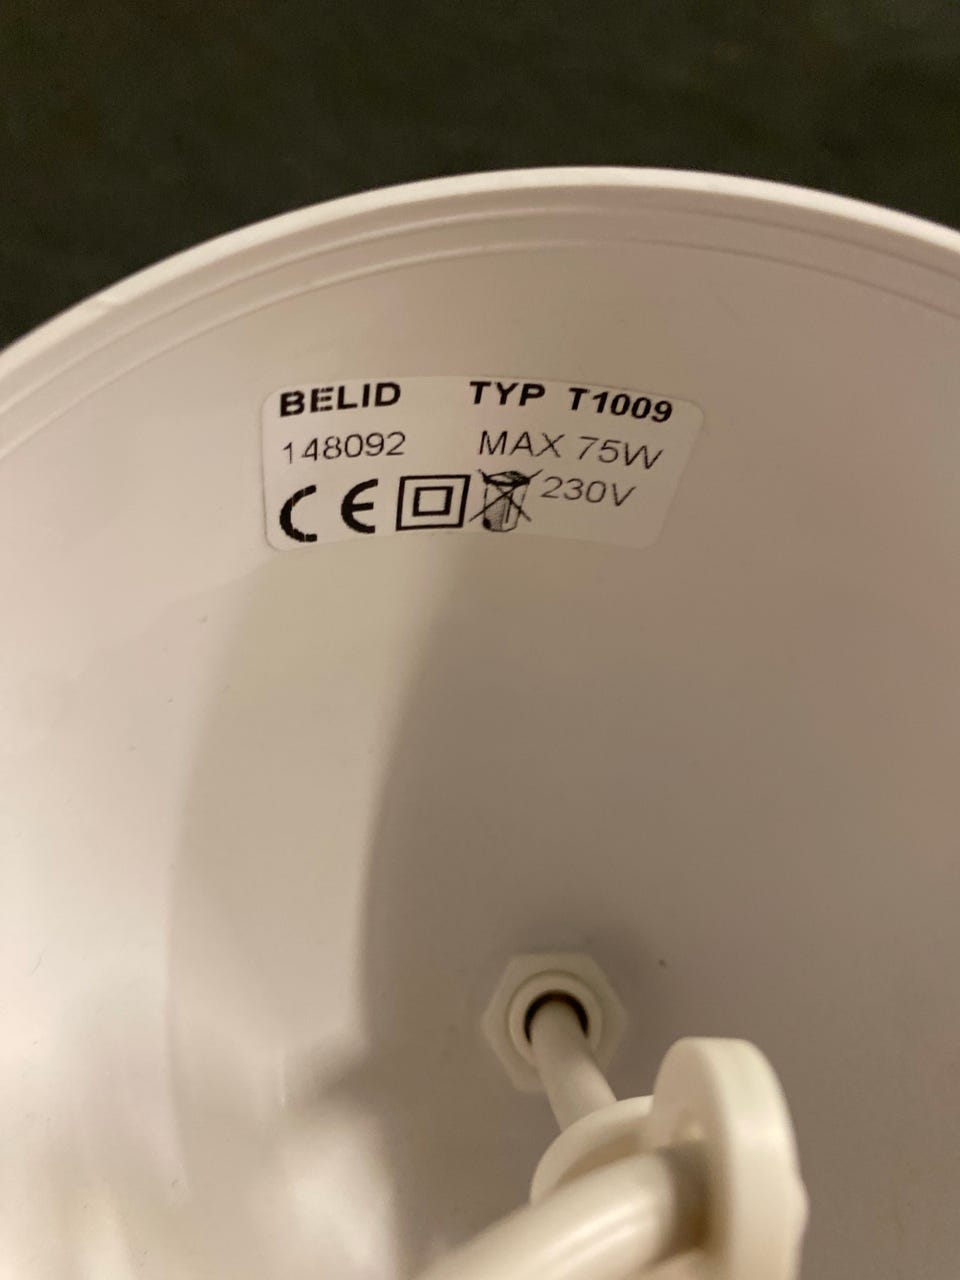 BELID TYP T1009
148092 MAX 75W
CE 230V